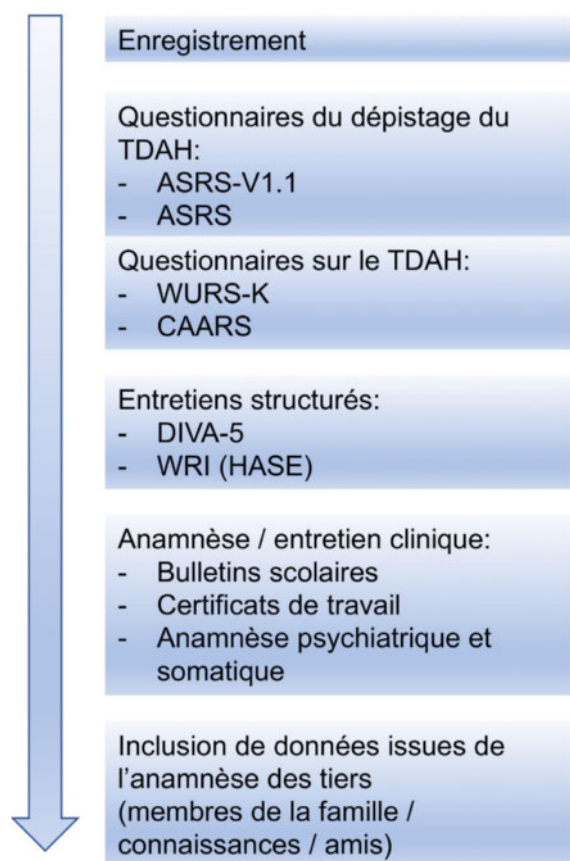 Enregistrement
Questionnaires du dépistage du
TDAH:
- ASRS-V1.1
- ASRS
Questionnaires sur le TDAH:
- WURS-K
- CAARS
Entretiens structurés:
- DIVA-5
- WRI (HASE)
Anamnèse / entretien clinique:
- Bulletins scolaires
- Certificats de travail
- Anamnèse psychiatrique et
somatique
Inclusion de données issues de
l'anamnèse des tiers
(membres de la famille /
connaissances / amis)